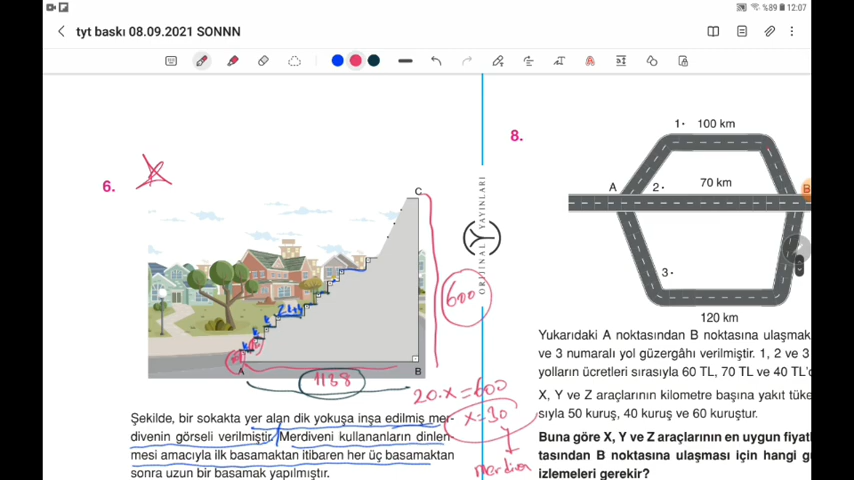 %89 12:07
tyt baskı 08.09.2021 SONNN
6.
C
600
A
1138
B
20.x=600
x=30
merdiven
Şekilde, bir sokakta yer alan dik yokuşa inşa edilmiş mer-
divenin görseli verilmiştir. Merdiveni kullananların dinlen-
mesi amacıyla ilk basamaktan itibaren her üç basamaktan
sonra uzun bir basamak yapılmıştır.
ORİJİNAL YAYINLARI
8.
1· 100 km
A
2· 70 km
B
3·
120 km
Yukarıdaki A noktasından B noktasına ulaşmak
ve 3 numaralı yol güzergâhı verilmiştir. 1, 2 ve 3
yolların ücretleri sırasıyla 60 TL, 70 TL ve 40 TL'
X, Y ve Z araçlarının kilometre başına yakıt tüke
sıyla 50 kuruş, 40 kuruş ve 60 kuruştur.
Buna göre X, Y ve Z araçlarının en uygun fiyat
tasından B noktasına ulaşması için hangi g
izlemeleri gerekir?